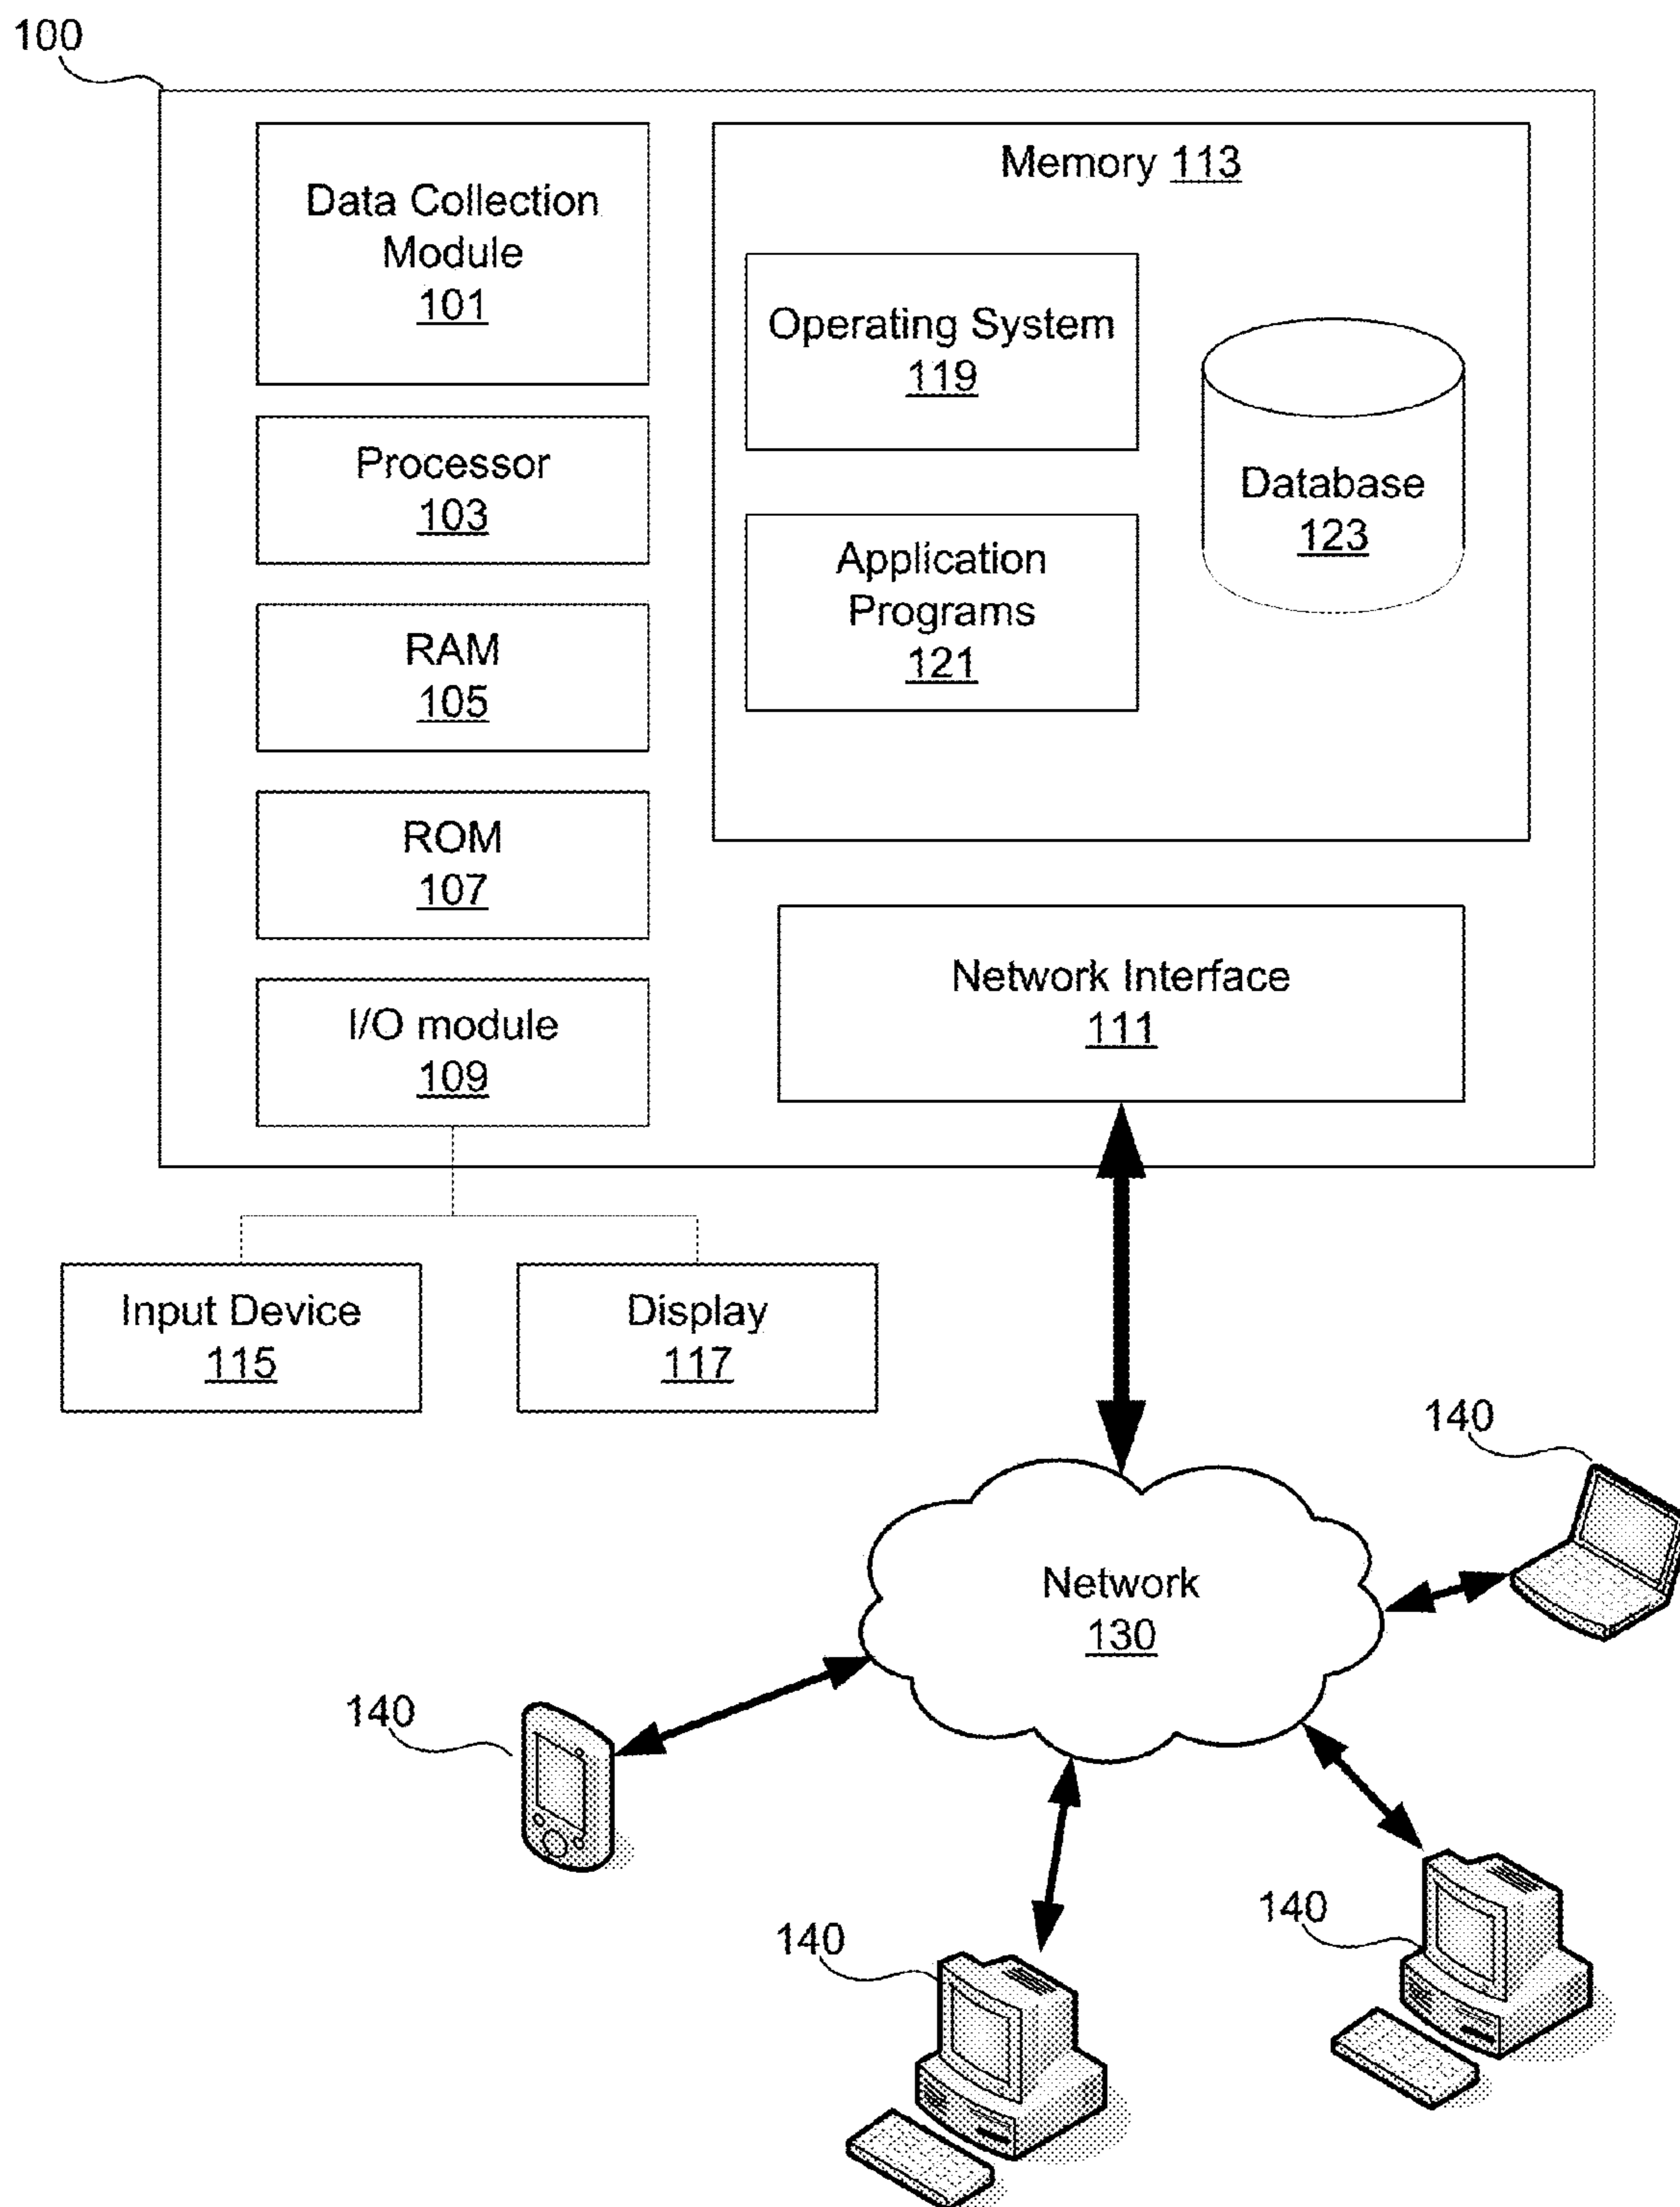 100
Data Collection
Module
101
Processor
103
RAM
105
ROM
107
I/O module
109
Memory 113
Operating System
119
Application
Programs
121
Database
123
Network Interface
111
Input Device
115
Display
117
Network
130
140
140
140
140